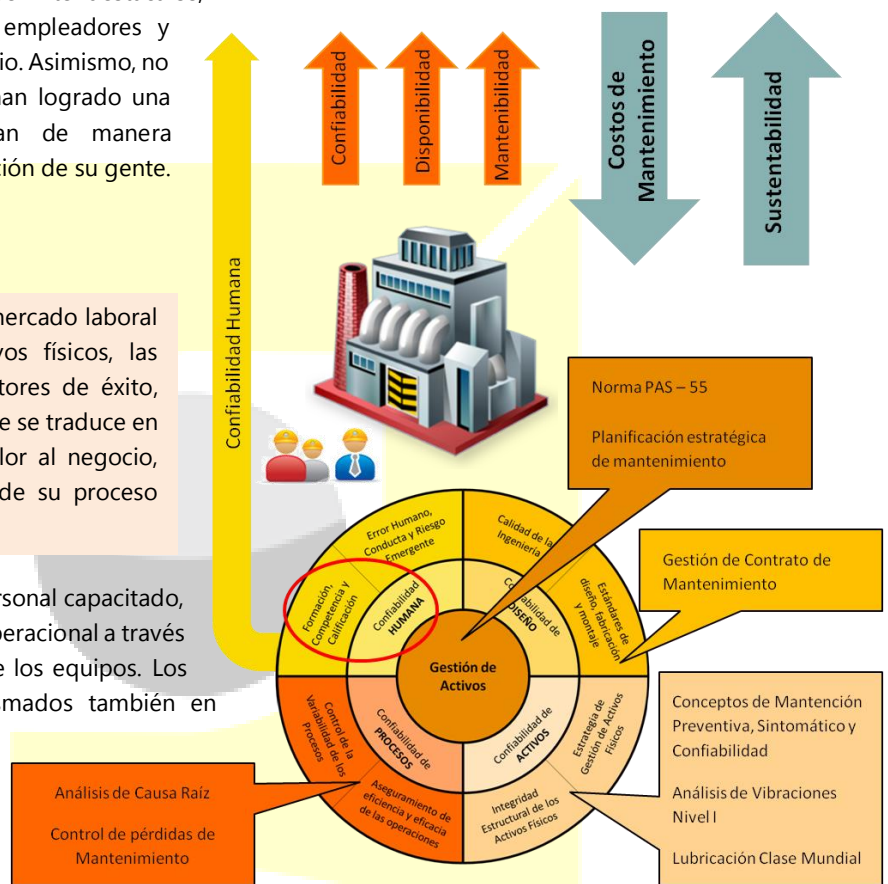 empleadores y
io. Asimismo, no
han logrado una
an de manera
ción de su gente.
mercado laboral
vos físicos, las
tores de éxito,
e se traduce en
lor al negocio,
de su proceso
rsonal capacitado,
peracional a través
e los equipos. Los
smados también en
Confiabilidad Humana
Confiabilidad
Disponibilidad
Mantenibilidad
Costos de
Mantenimiento
Sustentabilidad
Norma PAS – 55
Planificación estratégica
de mantenimiento
Gestión de Contrato de
Mantenimiento
Error Humano,
Conducta y Riesgo
Emergente
Calidad de la
Ingeniería
Formación,
Competencia y
Calificación
Confiabilidad
HUMANA
Confiabilidad de
DISEÑO
Estándares de
diseño, fabricación
y montaje
Gestión de
Activos
Control de la
Variabilidad de los
Procesos
Confiabilidad de
PROCESOS
Confiabilidad de
ACTIVOS
Estrategia de
Gestión de Activos
Físicos
Aseguramiento de
eficiencia y eficacia
de las operaciones
Integridad
Estructural de los
Activos Físicos
Análisis de Causa Raíz
Control de pérdidas de
Mantenimiento
Conceptos de Mantención
Preventiva, Sintomático y
Confiabilidad
Análisis de Vibraciones
Nivel I
Lubricación Clase Mundial